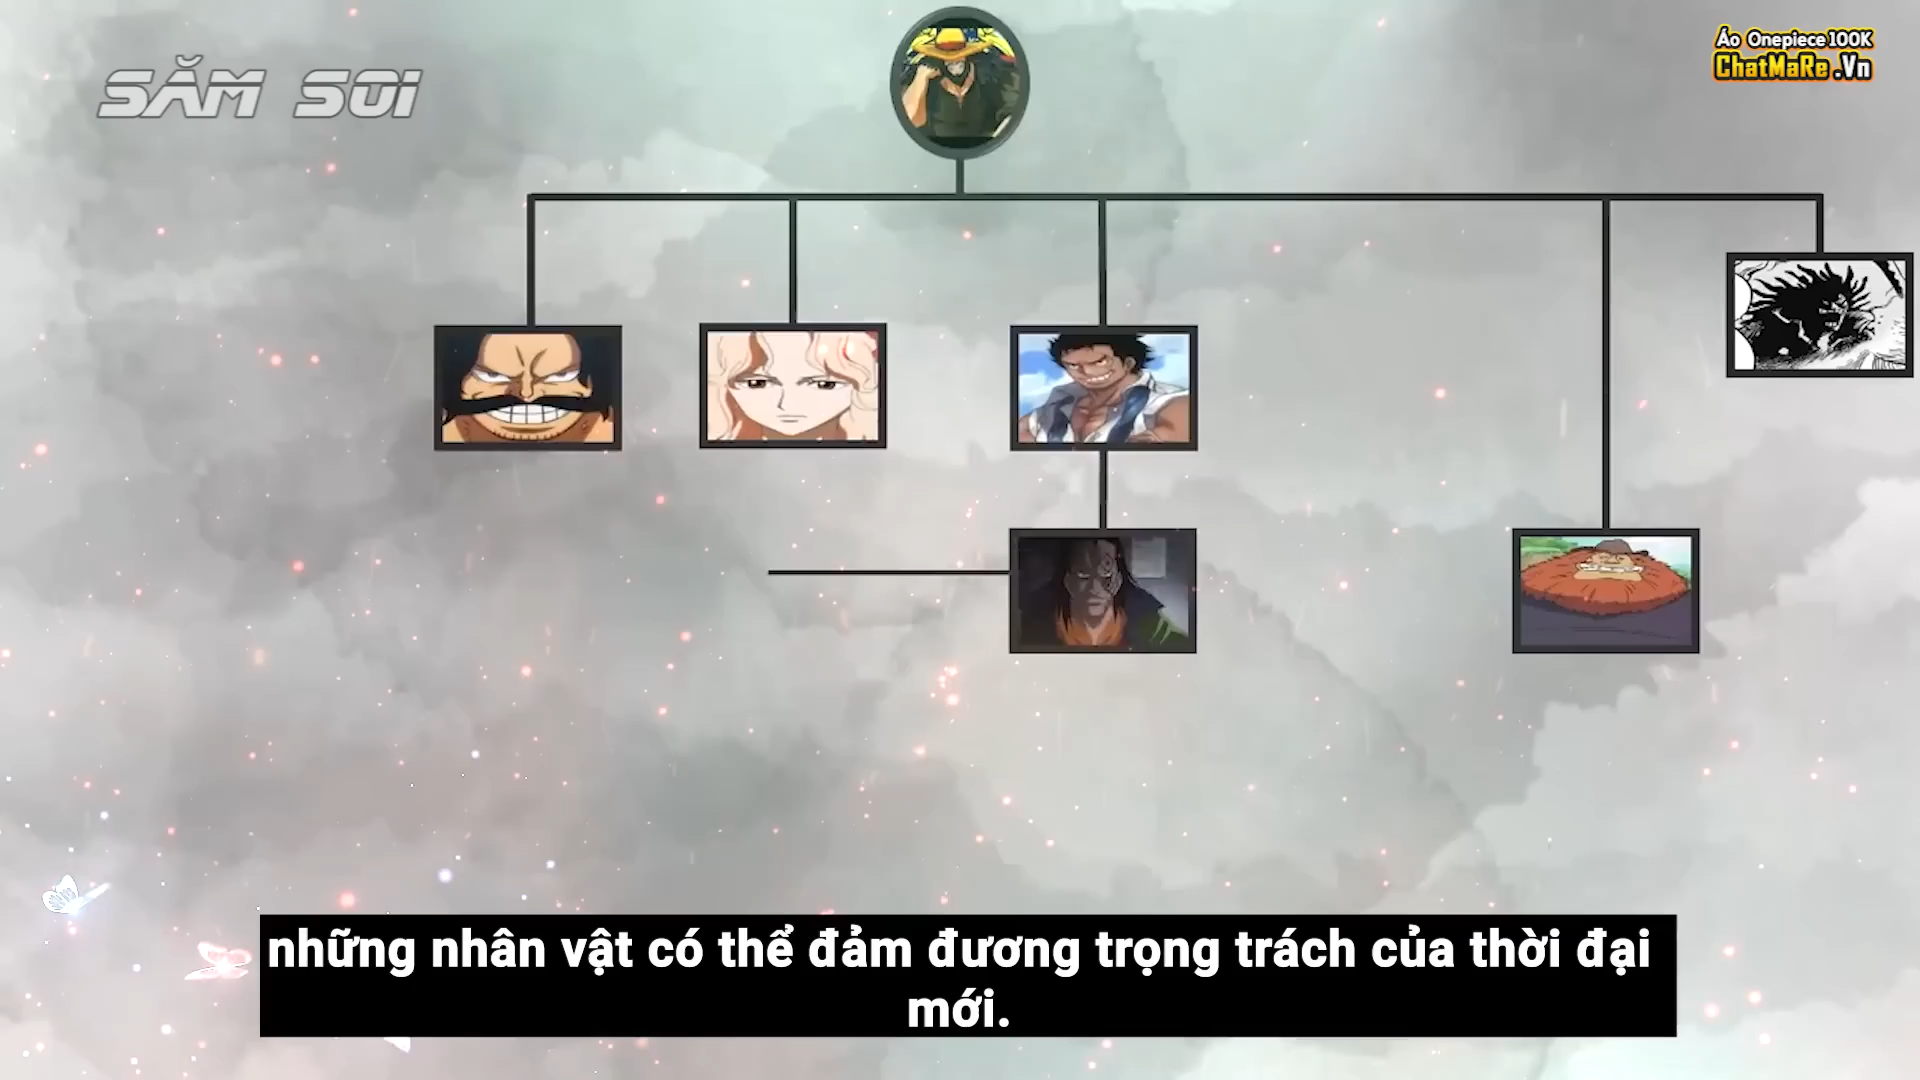 SĂM SOI
Áo Onepiece 100K
ChatMaRe.Vn
những nhân vật có thể đảm đương trọng trách của thời đại
mới.